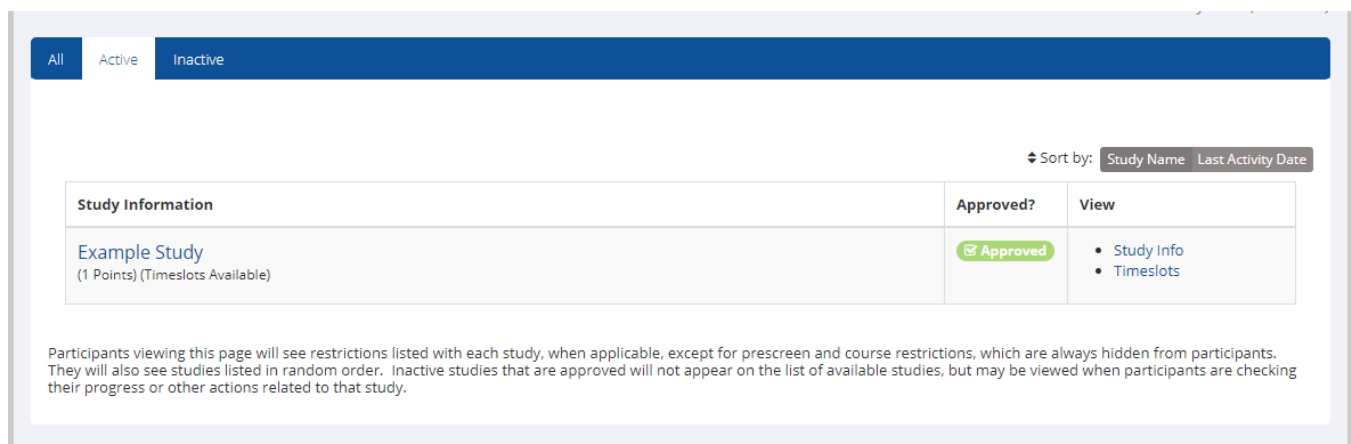 All Active Inactive
Sort by: Study Name Last Activity Date
Study Information Approved? View
Example Study Approved Study Info
(1 Points) (Timeslots Available) Timeslots
Participants viewing this page will see restrictions listed with each study, when applicable, except for prescreen and course restrictions, which are always hidden from participants.
They will also see studies listed in random order. Inactive studies that are approved will not appear on the list of available studies, but may be viewed when participants are checking
their progress or other actions related to that study.